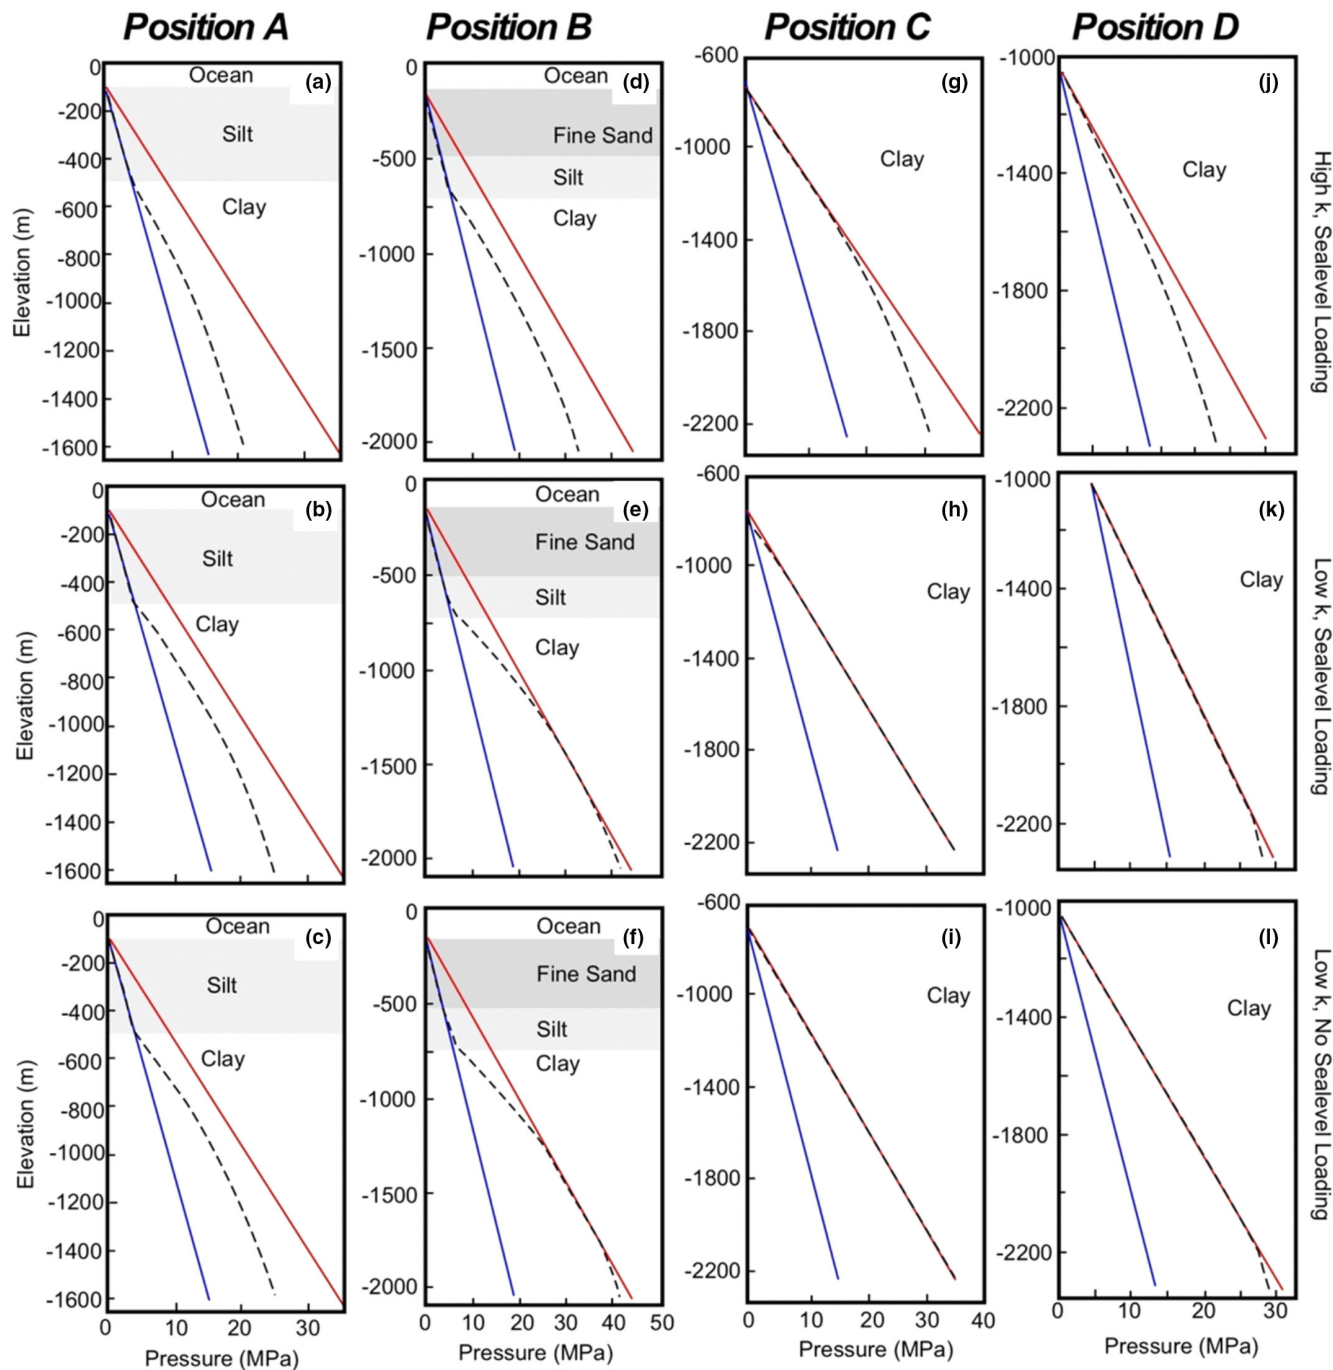 Position A
Position B
Position C
Position D
0
-200
-400
-600
-800
-1000
-1200
-1400
-1600
Ocean
(a)
Silt
Clay
Elevation (m)
0
-500
-1000
-1500
-2000
Ocean
(d)
Fine Sand
Silt
Clay
-600
-1000
-1400
-1800
-2200
(g)
Clay
-1000
-1400
-1800
-2200
(j)
Clay
High k, Sealevel Loading
0
-200
-400
-600
-800
-1000
-1200
-1400
-1600
Ocean
(b)
Silt
Clay
Elevation (m)
0
-500
-1000
-1500
-2000
Ocean
(e)
Fine Sand
Silt
Clay
-600
-1000
-1400
-1800
-2200
(h)
Clay
-1000
-1400
-1800
-2200
(k)
Clay
Low k, Sealevel Loading
0
-200
-400
-600
-800
-1000
-1200
-1400
-1600
Ocean
(c)
Silt
Clay
Elevation (m)
0 10 20 30
Pressure (MPa)
0
-500
-1000
-1500
-2000
Ocean
(f)
Fine Sand
Silt
Clay
0 10 20 30 40 50
Pressure (MPa)
-600
-1000
-1400
-1800
-2200
(i)
Clay
0 10 20 30 40
Pressure (MPa)
-1000
-1400
-1800
-2200
(l)
Clay
0 10 20 30
Pressure (MPa)
Low k, No Sealevel Loading